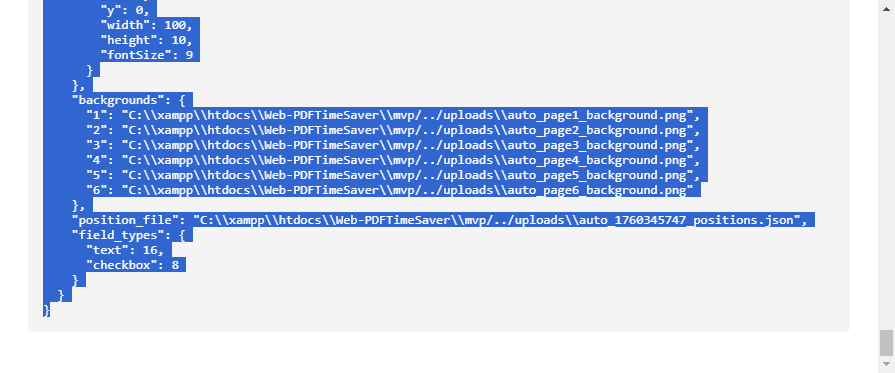 "y": 0,
"width": 100,
"height": 10,
"fontSize": 9
}
},
"backgrounds": {
"1": "C:\\xampp\\htdocs\\Web-PDFTimeSaver\\mvp/../uploads\\auto_page1_background.png",
"2": "C:\\xampp\\htdocs\\Web-PDFTimeSaver\\mvp/../uploads\\auto_page2_background.png",
"3": "C:\\xampp\\htdocs\\Web-PDFTimeSaver\\mvp/../uploads\\auto_page3_background.png",
"4": "C:\\xampp\\htdocs\\Web-PDFTimeSaver\\mvp/../uploads\\auto_page4_background.png",
"5": "C:\\xampp\\htdocs\\Web-PDFTimeSaver\\mvp/../uploads\\auto_page5_background.png",
"6": "C:\\xampp\\htdocs\\Web-PDFTimeSaver\\mvp/../uploads\\auto_page6_background.png"
},
"position_file": "C:\\xampp\\htdocs\\Web-PDFTimeSaver\\mvp/../uploads\\auto_1760345747_positions.json",
"field_types": {
"text": 16,
"checkbox": 8
}
}
}